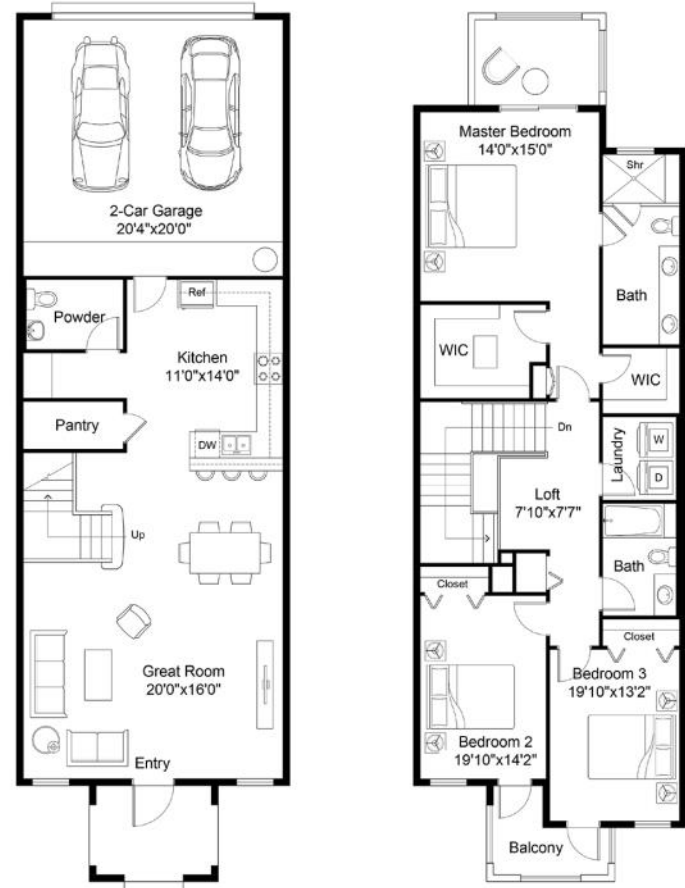 2-Car Garage
20'4"x20'0"
Ref
Powder
Kitchen
11'0"x14'0"
Pantry
DW
Up
Great Room
20'0"x16'0"
Entry
Master Bedroom
14'0"x15'0"
Shr
Bath
WIC
WIC
Dn
Laundry
W
D
Loft
7'10"x7'7"
Bath
Closet
Closet
Bedroom 3
19'10"x13'2"
Bedroom 2
19'10"x14'2"
Balcony